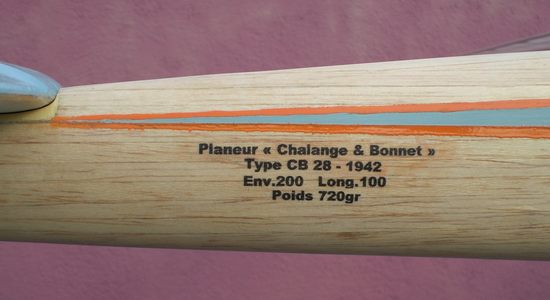 Planeur « Chalange & Bonnet »
Type CB 28 - 1942
Env.200 Long.100
Poids 720gr